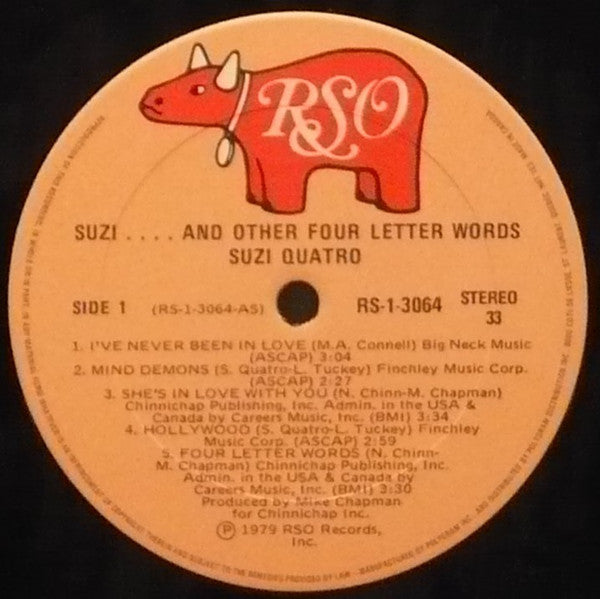 RSO
SUZI . . . . AND OTHER FOUR LETTER WORDS
SUZI QUATRO
SIDE 1 (RS-1-3064-AS) RS-1-3064 STEREO
33
1. I'VE NEVER BEEN IN LOVE (M.A. Connell) Big Neck Music
(ASCAP) 3:04
2. MIND DEMONS (S. Quatro-L. Tuckey) Finchley Music Corp.
(ASCAP) 2:27
3. SHE'S IN LOVE WITH YOU (N. Chinn-M. Chapman)
Chinnichap Publishing, Inc. Admin. in the USA &
Canada by Careers Music, Inc. (BMI) 3:34
4. HOLLYWOOD (S. Quatro-L. Tuckey) Finchley
Music Corp. (ASCAP) 2:59
5. FOUR LETTER WORDS (N. Chinn-
M. Chapman) Chinnichap Publishing, Inc.
Admin. in the USA & Canada by
Careers Music, Inc. (BMI) 3:30
Produced by Mike Chapman
for Chinnichap Inc.
℗ 1979 RSO Records,
Inc.